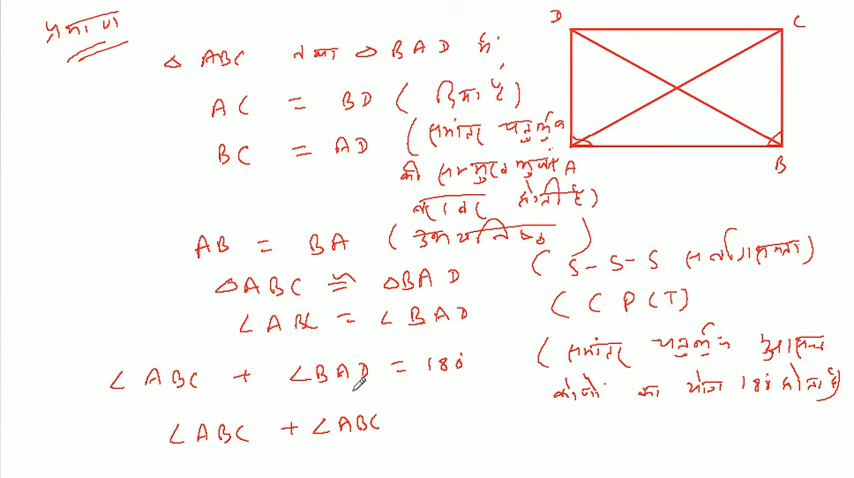 प्रमाण
△ ABC तथा △ BAD में
AC = BD ( दिया है )
BC = AD ( समांतर चतुर्भुज
की सम्मुख भुजाएं
बराबर होती है )
AB = BA ( उभयनिष्ठ )
△ABC ≅ △BAD ( S-S-S सर्वांगसमता )
∠ABC = ∠BAD ( C P C T )
∠ABC + ∠BAD = 180 ( समांतर चतुर्भुज आसन्न
कोणों का योग 180 होता है )
∠ABC + ∠ABC
D
C
A
B